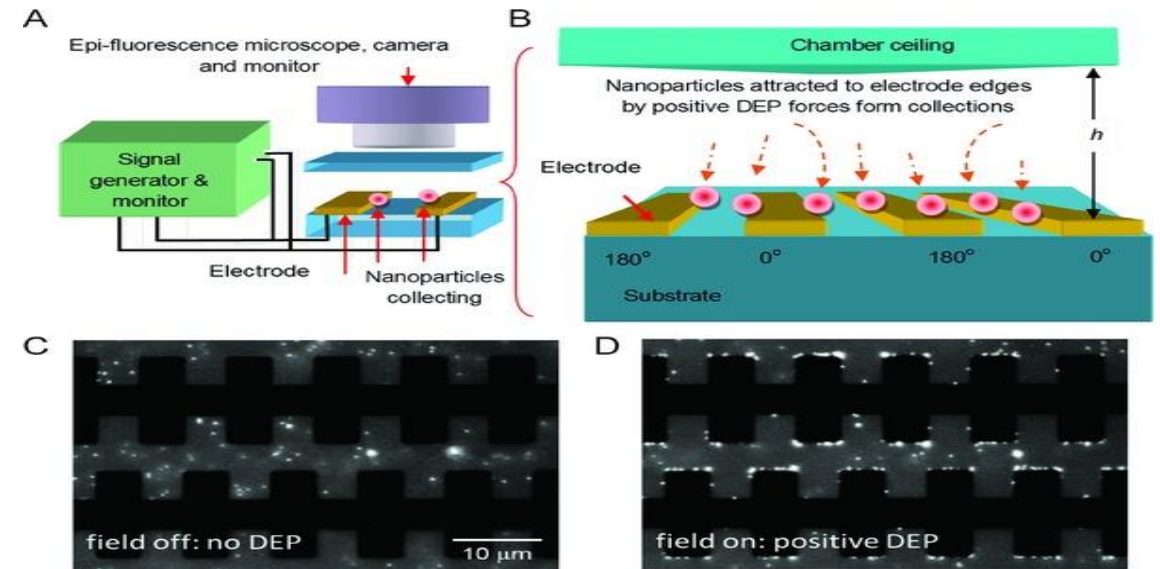 A
Epi-fluorescence microscope, camera
and monitor
Signal
generator &
monitor
Electrode
Nanoparticles
collecting
B
Chamber ceiling
Nanoparticles attracted to electrode edges
by positive DEP forces form collections
h
Electrode
180°
0°
180°
0°
Substrate
C
field off: no DEP
10 μm
D
field on: positive DEP